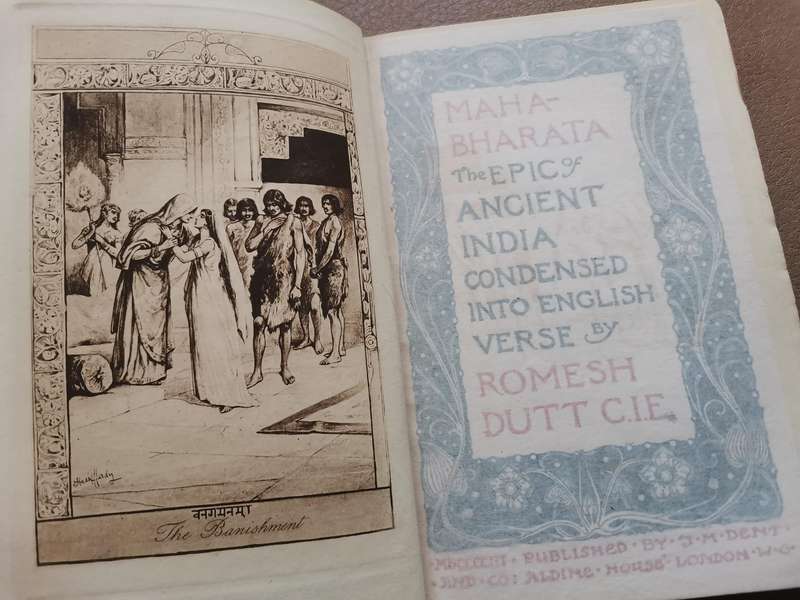 वनगमनम्।
The Banishment
MAHA-
BHARATA
The EPIC of
ANCIENT
INDIA
CONDENSED
INTO ENGLISH
VERSE By
ROMESH
DUTT C.I.E.
MDCCCCIII · PUBLISHED · BY · J · M · DENT ·
· AND · CO: ALDINE · HOUSE · LONDON · W · C ·